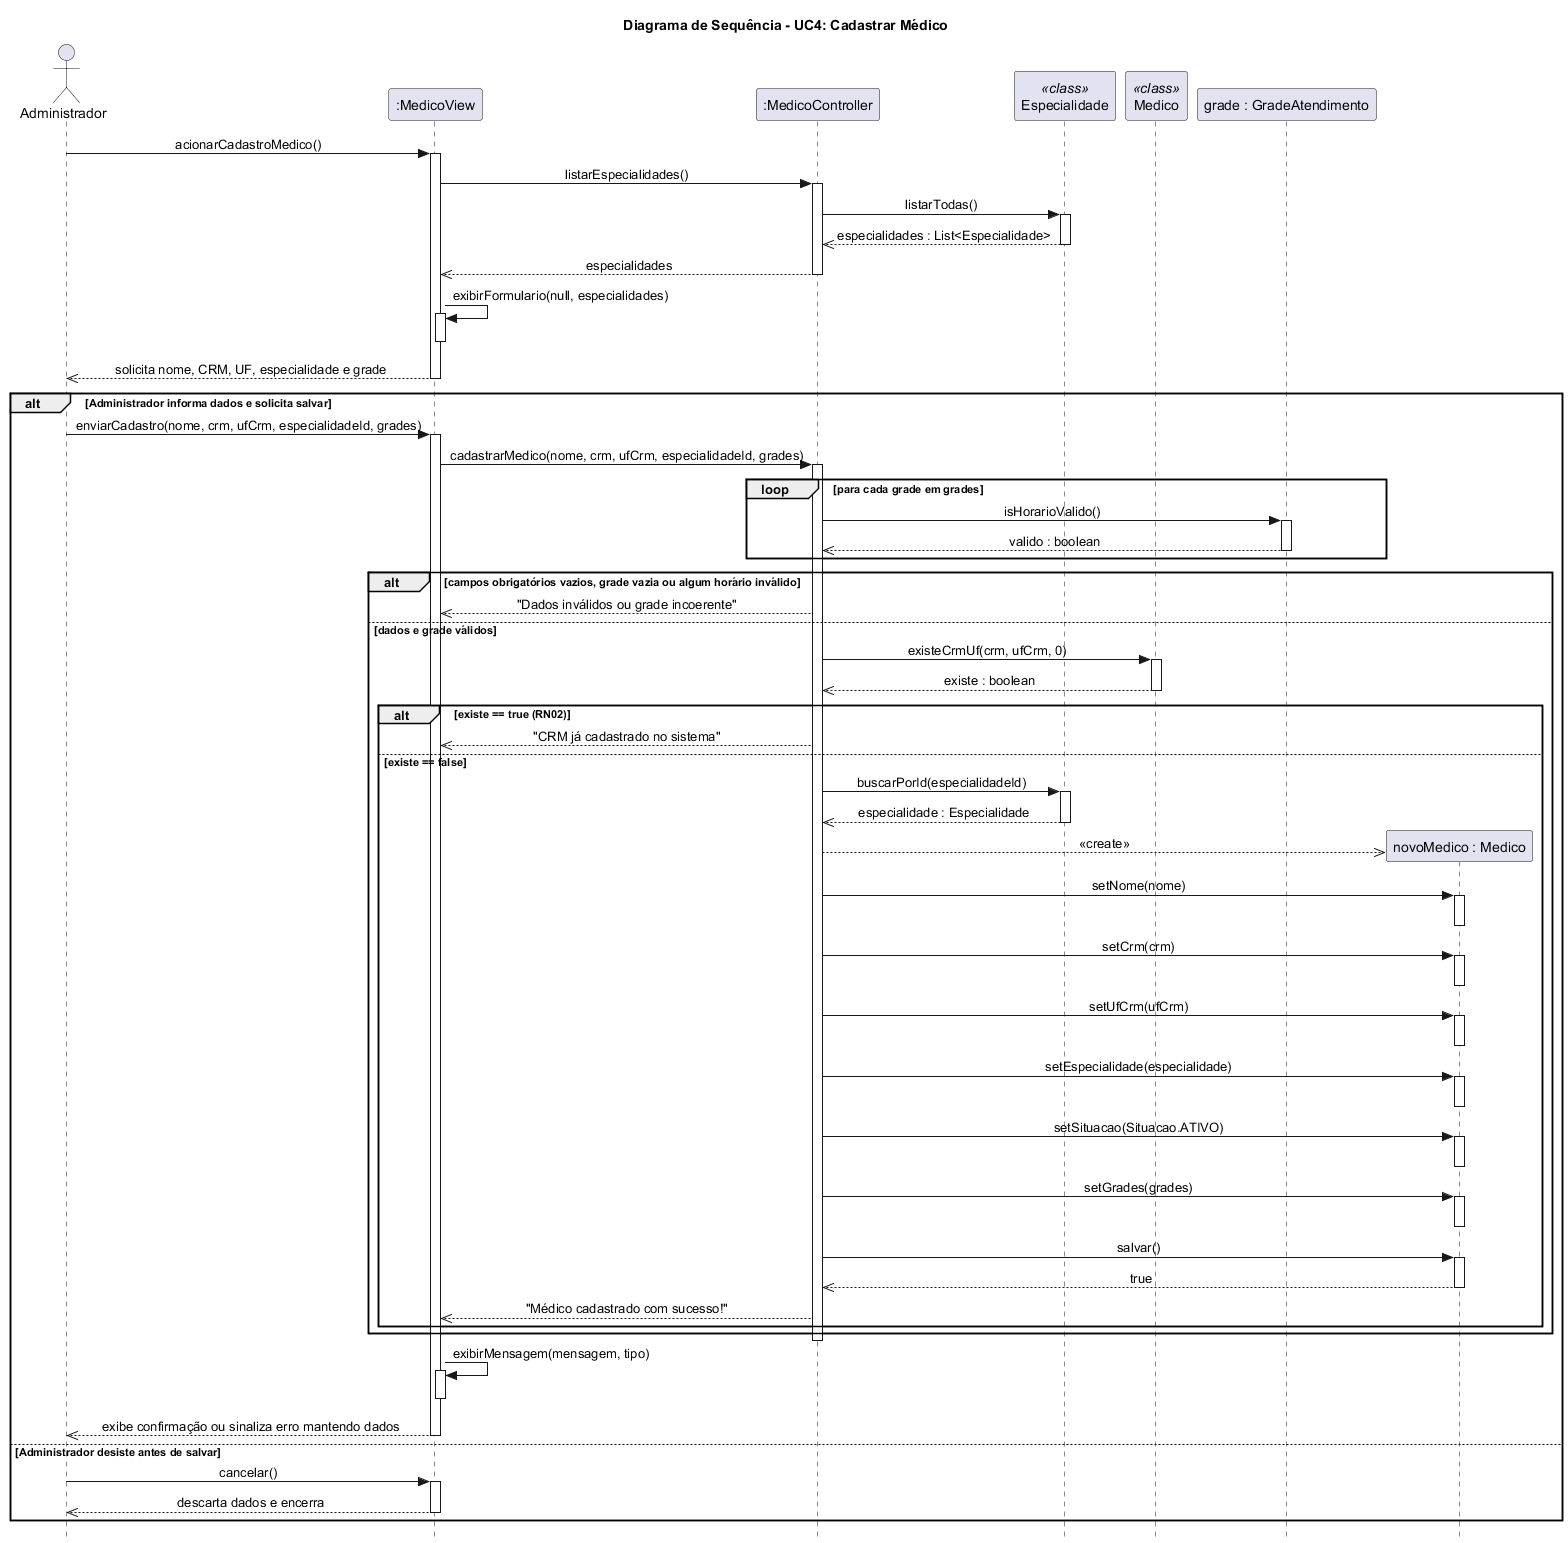 Diagrama de Sequência - UC4: Cadastrar Médico
Administrador
:MedicoView
:MedicoController
«class»
Especialidade
«class»
Medico
grade : GradeAtendimento
acionarCadastroMedico()
listarEspecialidades()
listarTodas()
especialidades : List<Especialidade>
especialidades
exibirFormulario(null, especialidades)
solicita nome, CRM, UF, especialidade e grade
alt [Administrador informa dados e solicita salvar]
enviarCadastro(nome, crm, ufCrm, especialidadeId, grades)
cadastrarMedico(nome, crm, ufCrm, especialidadeId, grades)
loop [para cada grade em grades]
isHorarioValido()
valido : boolean
alt [campos obrigatórios vazios, grade vazia ou algum horário inválido]
"Dados inválidos ou grade incoerente"
[dados e grade válidos]
existeCrmUf(crm, ufCrm, 0)
existe : boolean
alt [existe == true (RN02)]
"CRM já cadastrado no sistema"
[existe == false]
buscarPorId(especialidadeId)
especialidade : Especialidade
«create»
novoMedico : Medico
setNome(nome)
setCrm(crm)
setUfCrm(ufCrm)
setEspecialidade(especialidade)
setSituacao(Situacao.ATIVO)
setGrades(grades)
salvar()
true
"Médico cadastrado com sucesso!"
exibirMensagem(mensagem, tipo)
exibe confirmação ou sinaliza erro mantendo dados
[Administrador desiste antes de salvar]
cancelar()
descarta dados e encerra